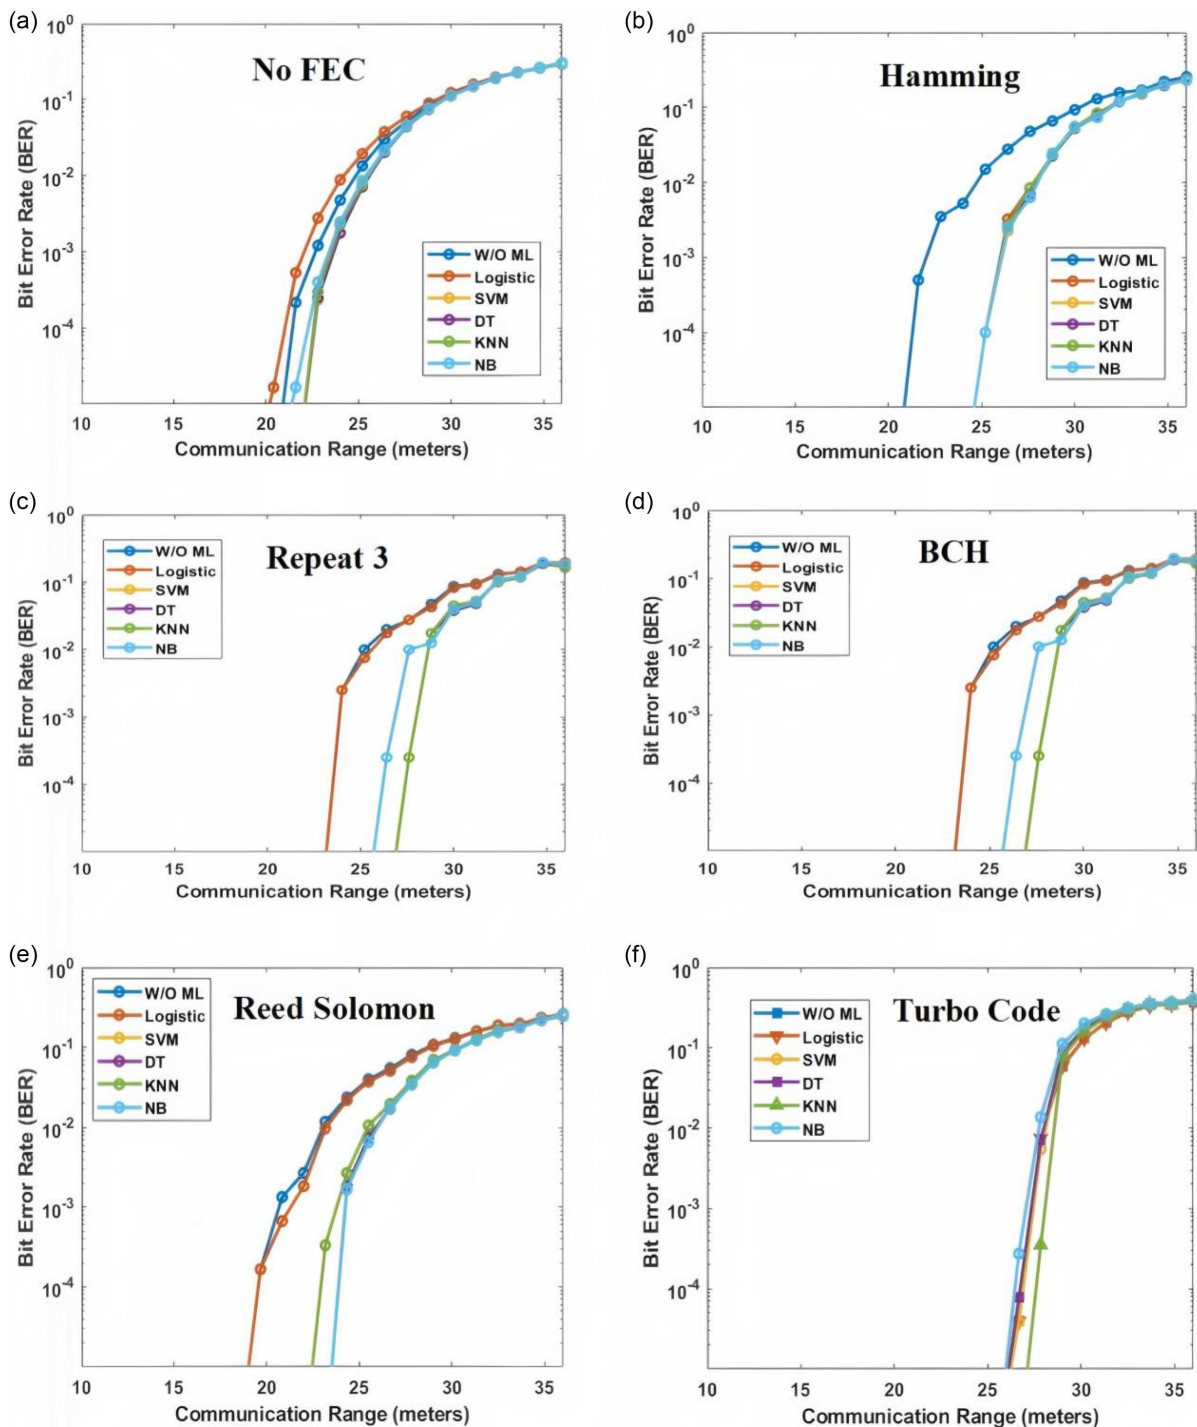 (a)
10^0
10^-1
10^-2
10^-3
10^-4
Bit Error Rate (BER)
No FEC
W/O ML
Logistic
SVM
DT
KNN
NB
10 15 20 25 30 35
Communication Range (meters)
(b)
10^0
10^-1
10^-2
10^-3
10^-4
Bit Error Rate (BER)
Hamming
W/O ML
Logistic
SVM
DT
KNN
NB
10 15 20 25 30 35
Communication Range (meters)
(c)
10^0
10^-1
10^-2
10^-3
10^-4
Bit Error Rate (BER)
Repeat 3
W/O ML
Logistic
SVM
DT
KNN
NB
10 15 20 25 30 35
Communication Range (meters)
(d)
10^0
10^-1
10^-2
10^-3
10^-4
Bit Error Rate (BER)
BCH
W/O ML
Logistic
SVM
DT
KNN
NB
10 15 20 25 30 35
Communication Range (meters)
(e)
10^0
10^-1
10^-2
10^-3
10^-4
Bit Error Rate (BER)
Reed Solomon
W/O ML
Logistic
SVM
DT
KNN
NB
10 15 20 25 30 35
Communication Range (meters)
(f)
10^0
10^-1
10^-2
10^-3
10^-4
Bit Error Rate (BER)
Turbo Code
W/O ML
Logistic
SVM
DT
KNN
NB
10 15 20 25 30 35
Communication Range (meters)